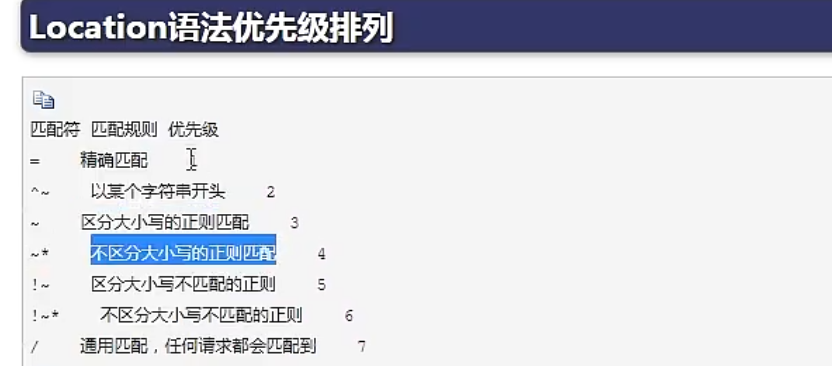 Location语法优先级排列
匹配符 匹配规则 优先级
= 精确匹配
^~ 以某个字符串开头 2
~ 区分大小写的正则匹配 3
~* 不区分大小写的正则匹配 4
!~ 区分大小写不匹配的正则 5
!~* 不区分大小写不匹配的正则 6
/ 通用匹配，任何请求都会匹配到 7